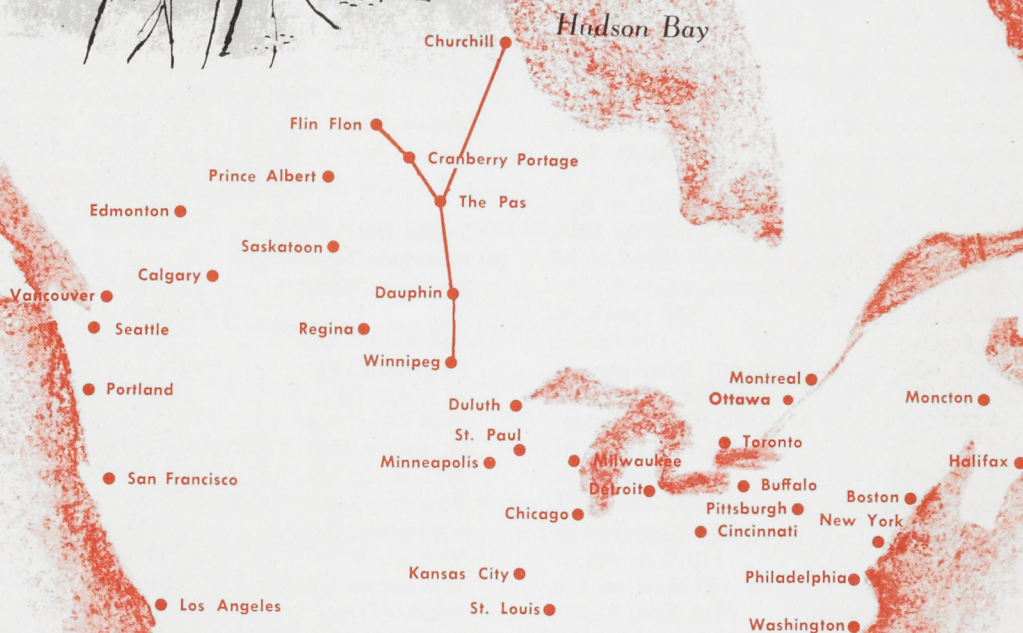 Hudson Bay
Churchill
Flin Flon
Cranberry Portage
Prince Albert
The Pas
Edmonton
Saskatoon
Calgary
Vancouver
Dauphin
Seattle
Regina
Winnipeg
Montreal
Portland
Ottawa
Moncton
Duluth
St. Paul
Toronto
Minneapolis
Milwaukee
Halifax
San Francisco
Detroit
Buffalo
Boston
Pittsburgh
Chicago
New York
Cincinnati
Kansas City
Philadelphia
Los Angeles
St. Louis
Washington